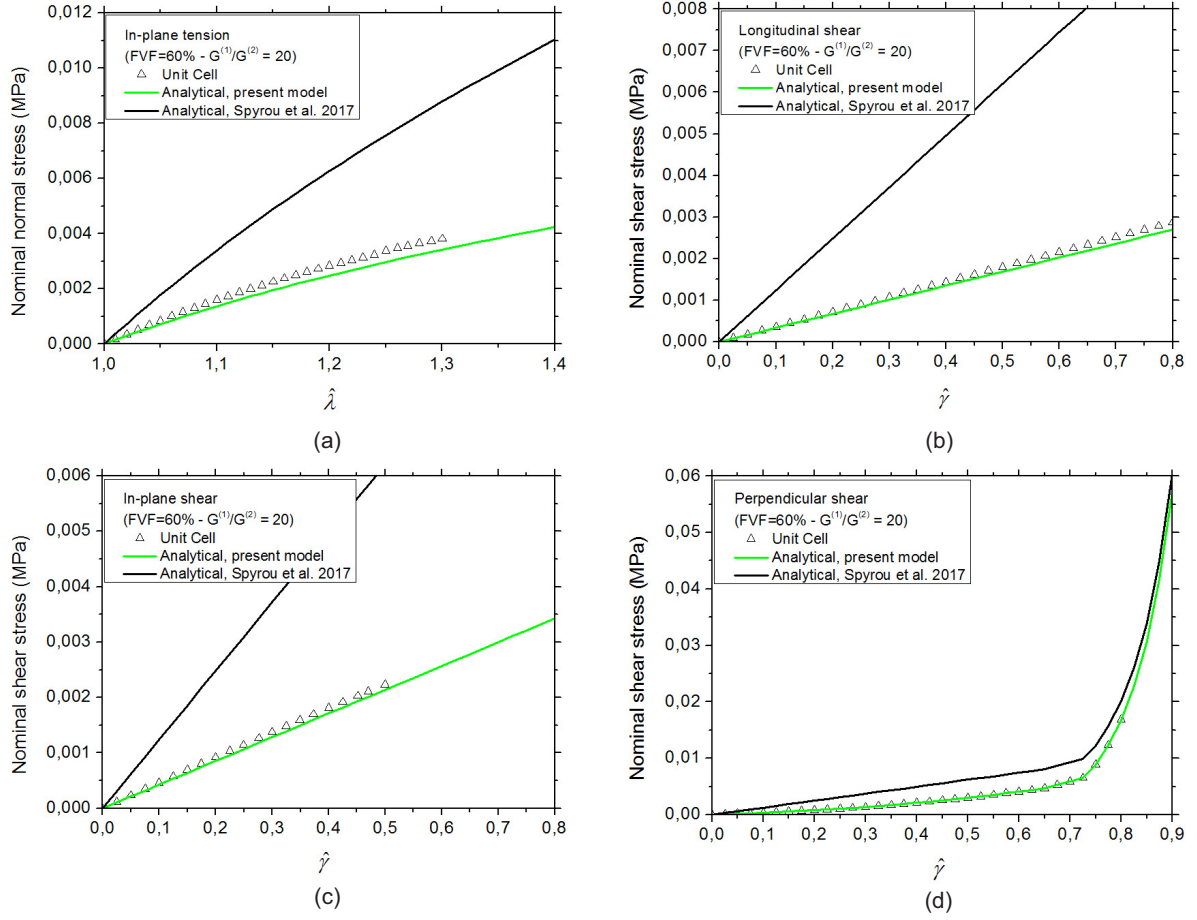 In-plane tension
(FVF=60% - G(1)/G(2) = 20)
Unit Cell
Analytical, present model
Analytical, Spyrou et al. 2017
Nominal normal stress (MPa)
0,012
0,010
0,008
0,006
0,004
0,002
0,000
1,0 1,1 1,2 1,3 1,4
λ̂
(a)
Longitudinal shear
(FVF=60% - G(1)/G(2) = 20)
Unit Cell
Analytical, present model
Analytical, Spyrou et al. 2017
Nominal shear stress (MPa)
0,008
0,007
0,006
0,005
0,004
0,003
0,002
0,001
0,000
0,0 0,1 0,2 0,3 0,4 0,5 0,6 0,7 0,8
γ̂
(b)
In-plane shear
(FVF=60% - G(1)/G(2) = 20)
Unit Cell
Analytical, present model
Analytical, Spyrou et al. 2017
Nominal shear stress (MPa)
0,006
0,005
0,004
0,003
0,002
0,001
0,000
0,0 0,1 0,2 0,3 0,4 0,5 0,6 0,7 0,8
γ̂
(c)
Perpendicular shear
(FVF=60% - G(1)/G(2) = 20)
Unit Cell
Analytical, present model
Analytical, Spyrou et al. 2017
Nominal shear stress (MPa)
0,06
0,05
0,04
0,03
0,02
0,01
0,00
0,0 0,1 0,2 0,3 0,4 0,5 0,6 0,7 0,8 0,9
γ̂
(d)